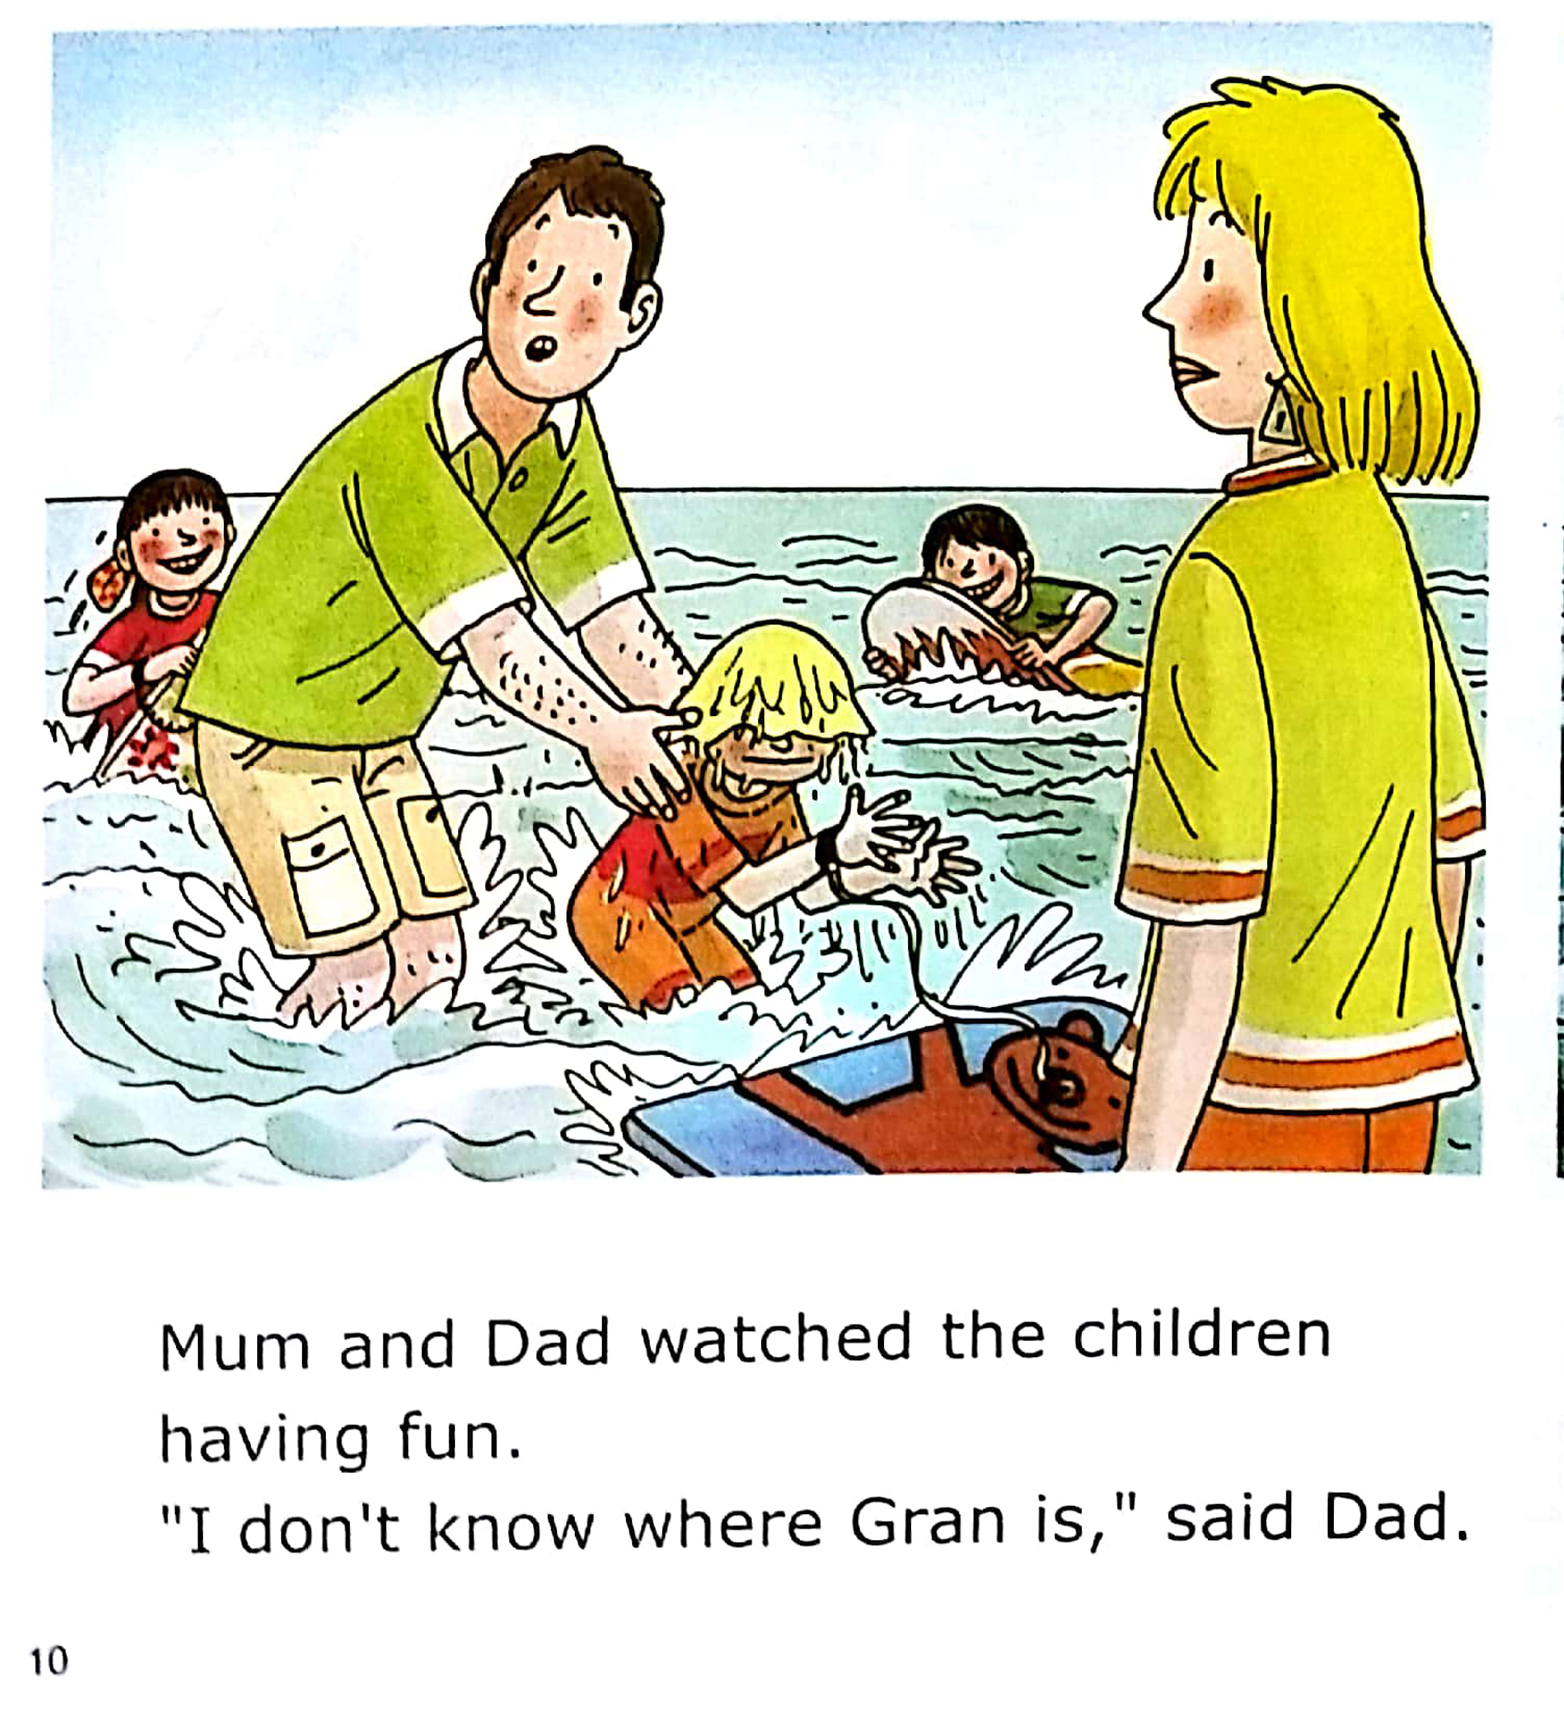 Mum and Dad watched the children
having fun.
"I don't know where Gran is," said Dad.
10